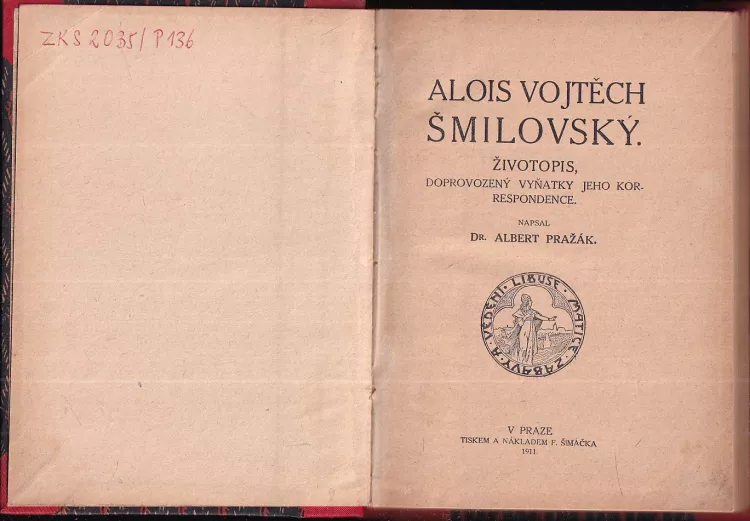 ZKS 2035/P136
ALOIS VOJTĚCH
ŠMILOVSKÝ.
ŽIVOTOPIS,
DOPROVOZENÝ VYŇATKY JEHO KOR-
RESPONDENCE.
NAPSAL
DR. ALBERT PRAŽÁK.
LIBUŠE · MATICE · ZÁBAVY A VĚDĚNÍ ·
V PRAZE
TISKEM A NÁKLADEM F. ŠIMÁČKA
1911